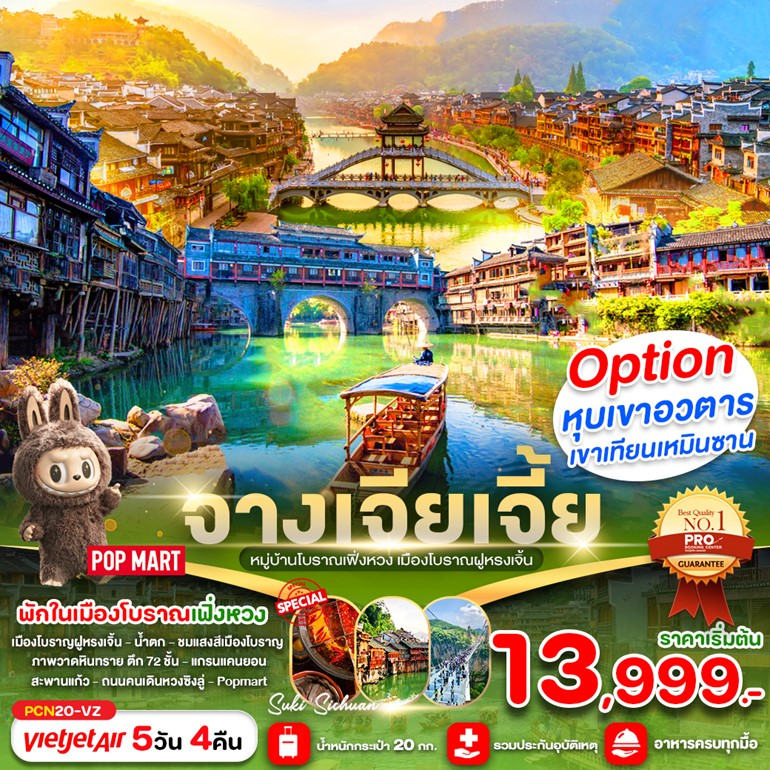 Option
หุบเขาอวตาร
เขาเทียนเหมินซาน
จางเจียเจี้ย
หมู่บ้านโบราณเฟิ่งหวง เมืองโบราณฝูหรงเจิ้น
POP MART
Best Quality
NO.1
PRO
BOOKING CENTER
GUARANTEE
พักในเมืองโบราณเฟิ่งหวง
เมืองโบราญฝูหรงเจิ้น - น้ำตก - ชมแสงสีเมืองโบราญ
ภาพวาดหินทราย ตึก 72 ชั้น - แกรนแคนยอน
สะพานแก้ว - ถนนคนเดินหวงซิงลู่ - Popmart
SPECIAL
Suki Sichuan
ราคาเริ่มต้น
13,999.-
PCN20-VZ
vietjetAir 5วัน 4คืน
น้ำหนักกระเป๋า 20 กก.
รวมประกันอุบัติเหตุ
อาหารครบทุกมื้อ